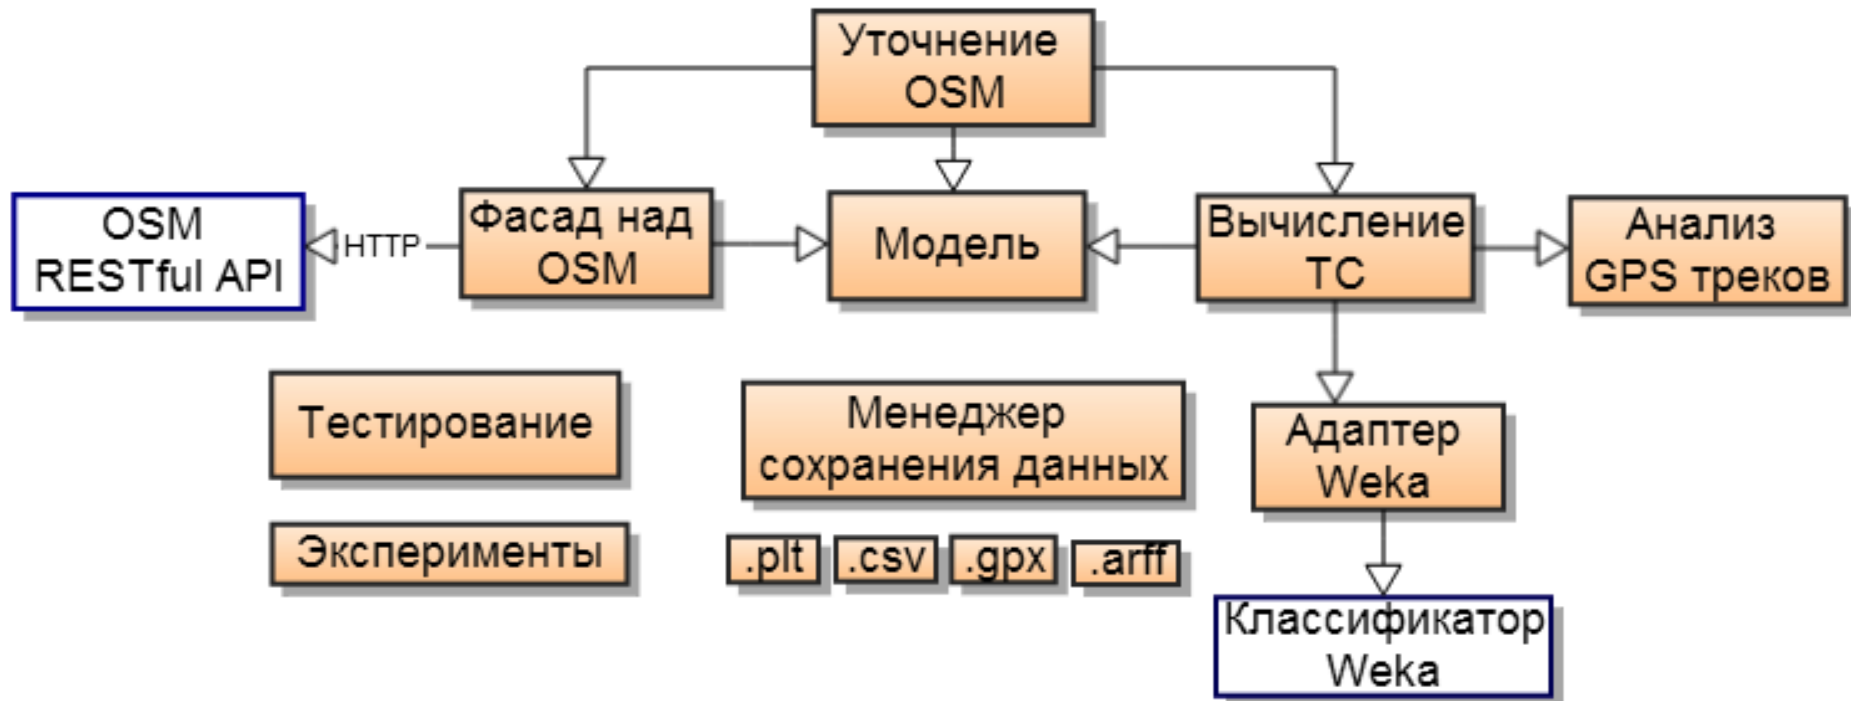 Уточнение
OSM
OSM
RESTful API
HTTP
Фасад над
OSM
Модель
Вычисление
ТС
Анализ
GPS треков
Тестирование
Менеджер
сохранения данных
Адаптер
Weka
Эксперименты
.plt
.csv
.gpx
.arff
Классификатор
Weka